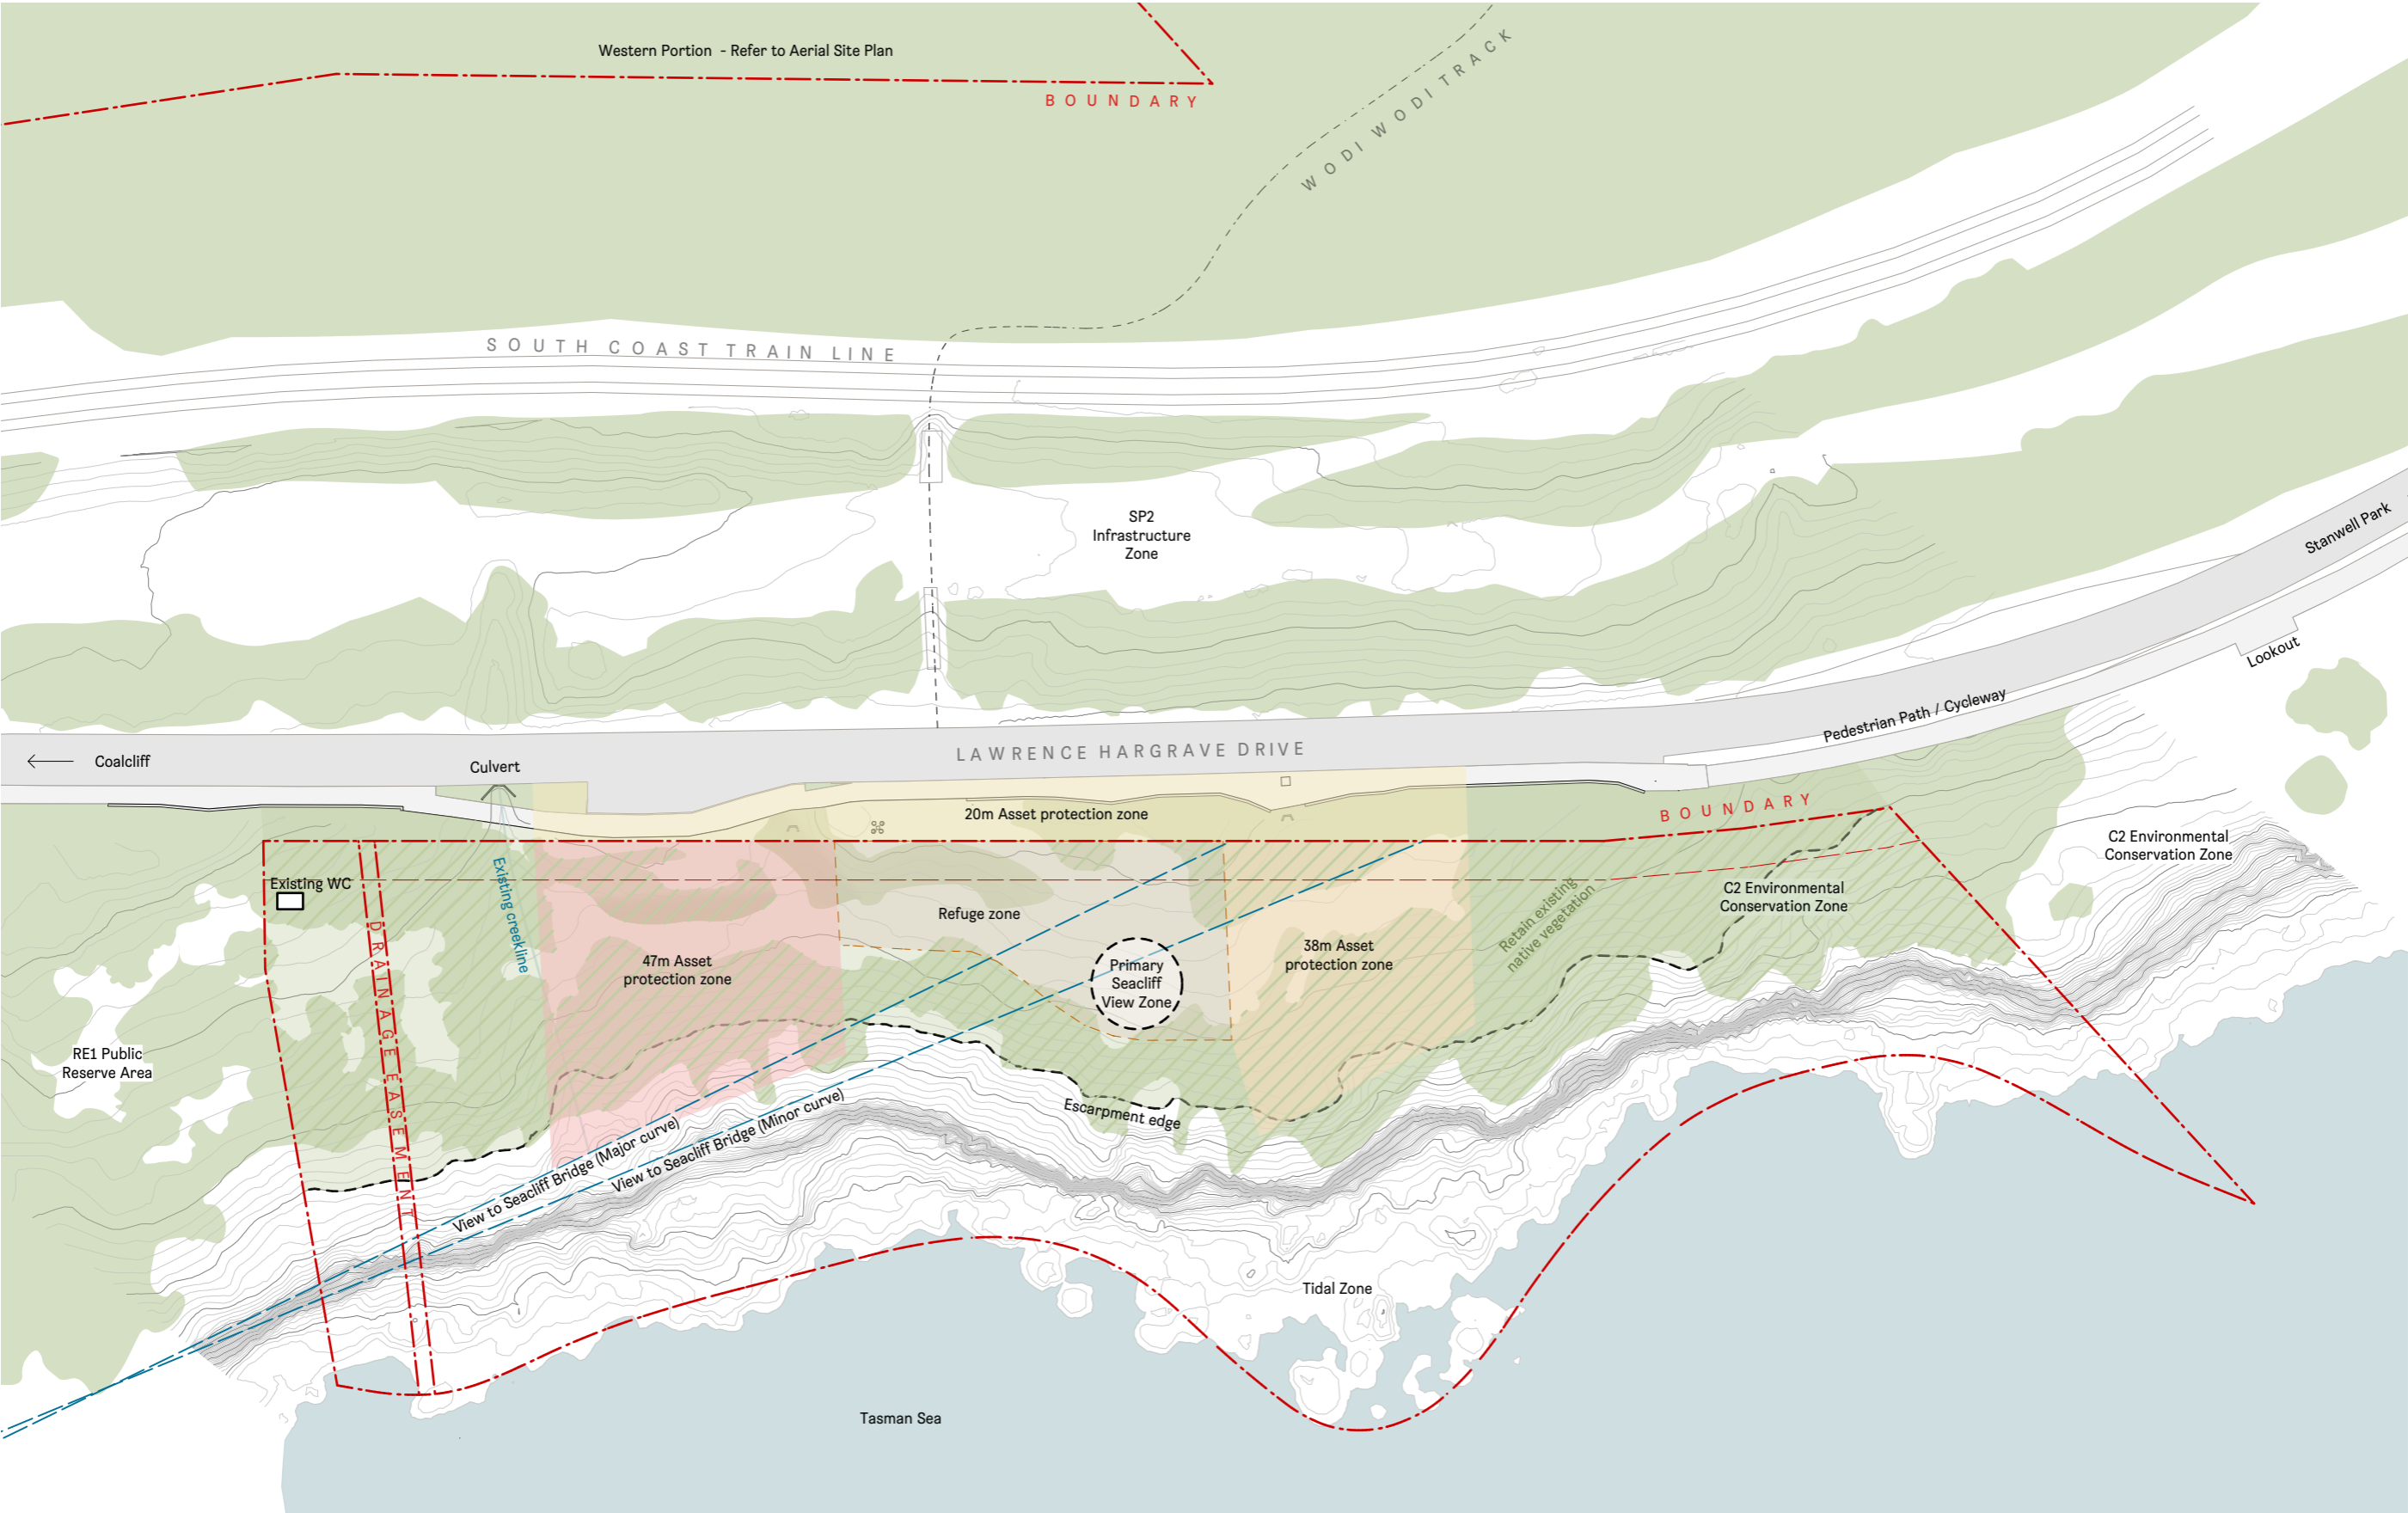 Western Portion - Refer to Aerial Site Plan
BOUNDARY
WODI WODI TRACK
SOUTH COAST TRAIN LINE
SP2
Infrastructure
Zone
Stanwell Park
Lookout
Pedestrian Path / Cycleway
LAWRENCE HARGRAVE DRIVE
Coalcliff
Culvert
20m Asset protection zone
BOUNDARY
C2 Environmental
Conservation Zone
Existing WC
Existing creekline
DRAINAGE EASEMENT
Refuge zone
C2 Environmental
Conservation Zone
Retain existing
native vegetation
47m Asset
protection zone
Primary
Seacliff
View Zone
38m Asset
protection zone
RE1 Public
Reserve Area
Escarpment edge
View to Seacliff Bridge (Major curve)
View to Seacliff Bridge (Minor curve)
Tidal Zone
Tasman Sea